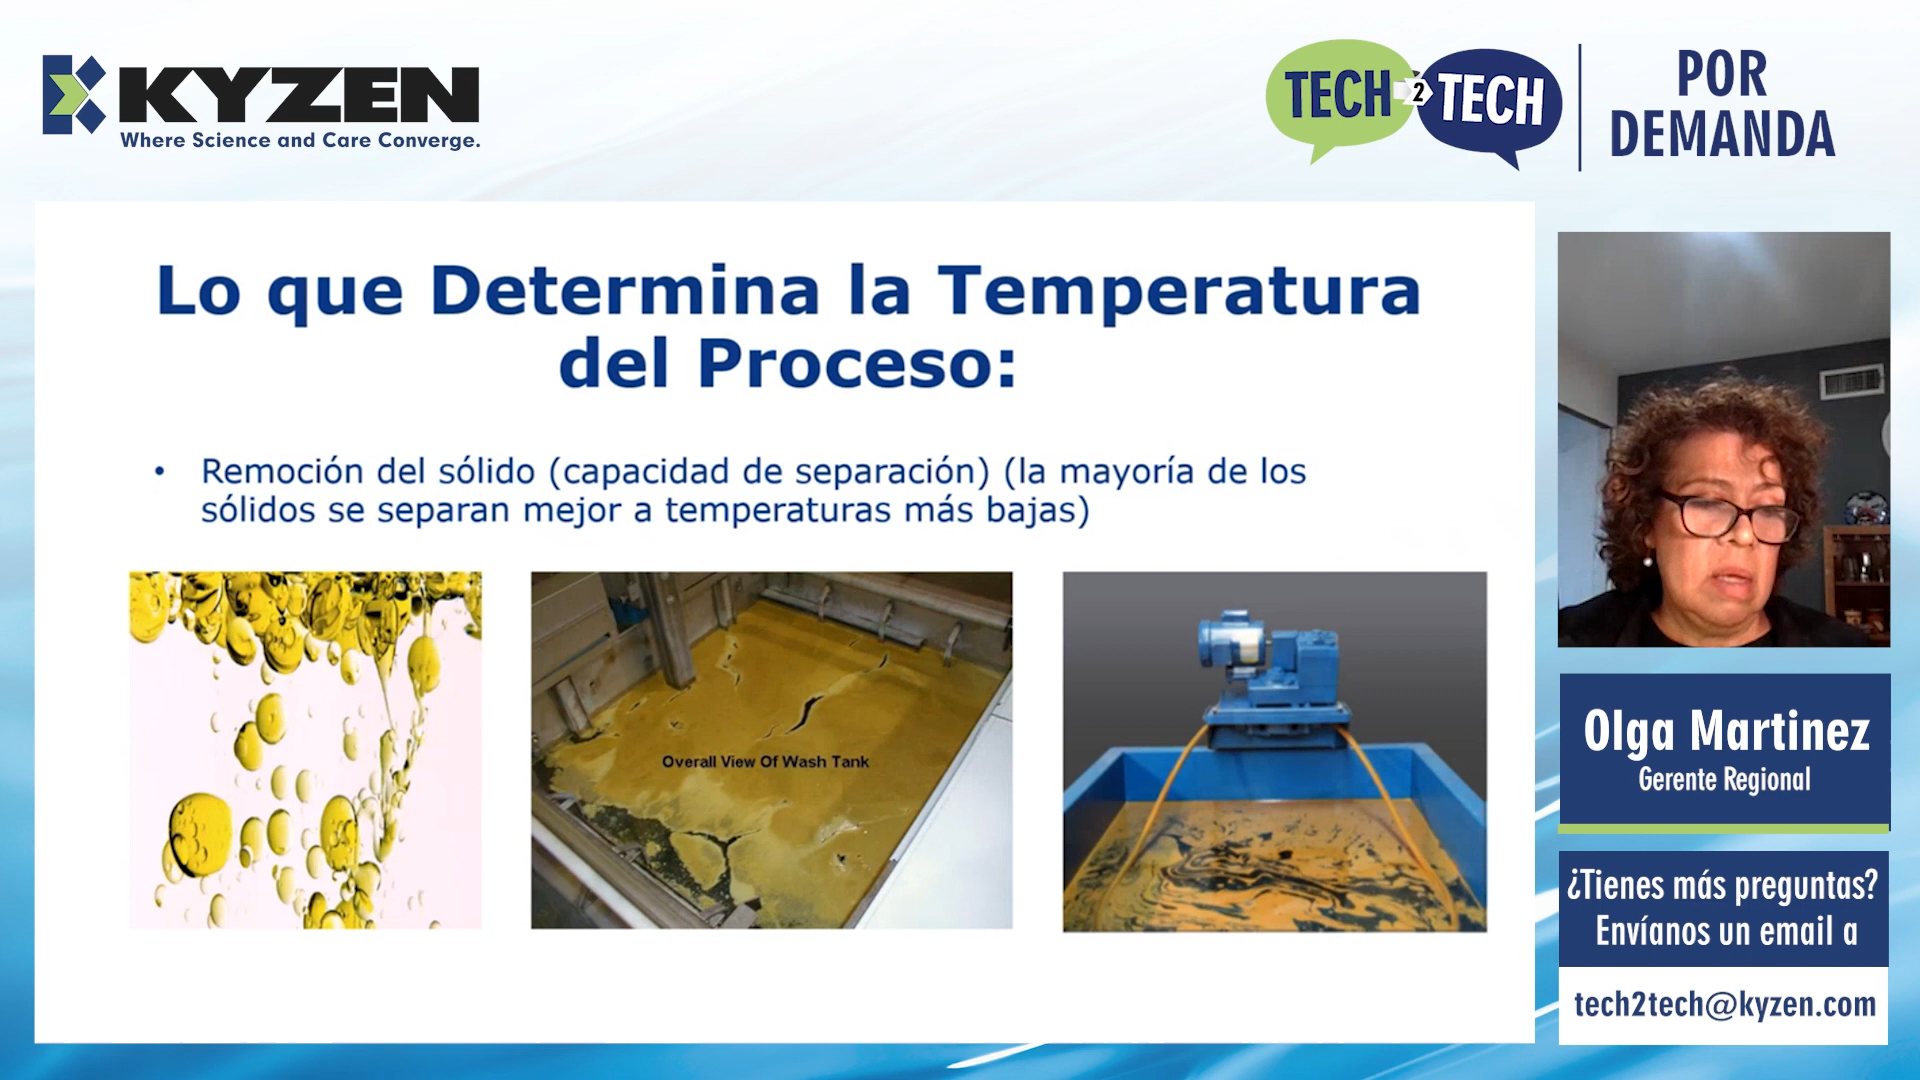 KYZEN
Where Science and Care Converge.
TECH 2 TECH
POR
DEMANDA
Lo que Determina la Temperatura
del Proceso:
• Remoción del sólido (capacidad de separación) (la mayoría de los
sólidos se separan mejor a temperaturas más bajas)
Overall View Of Wash Tank
Olga Martinez
Gerente Regional
¿Tienes más preguntas?
Envíanos un email a
tech2tech@kyzen.com